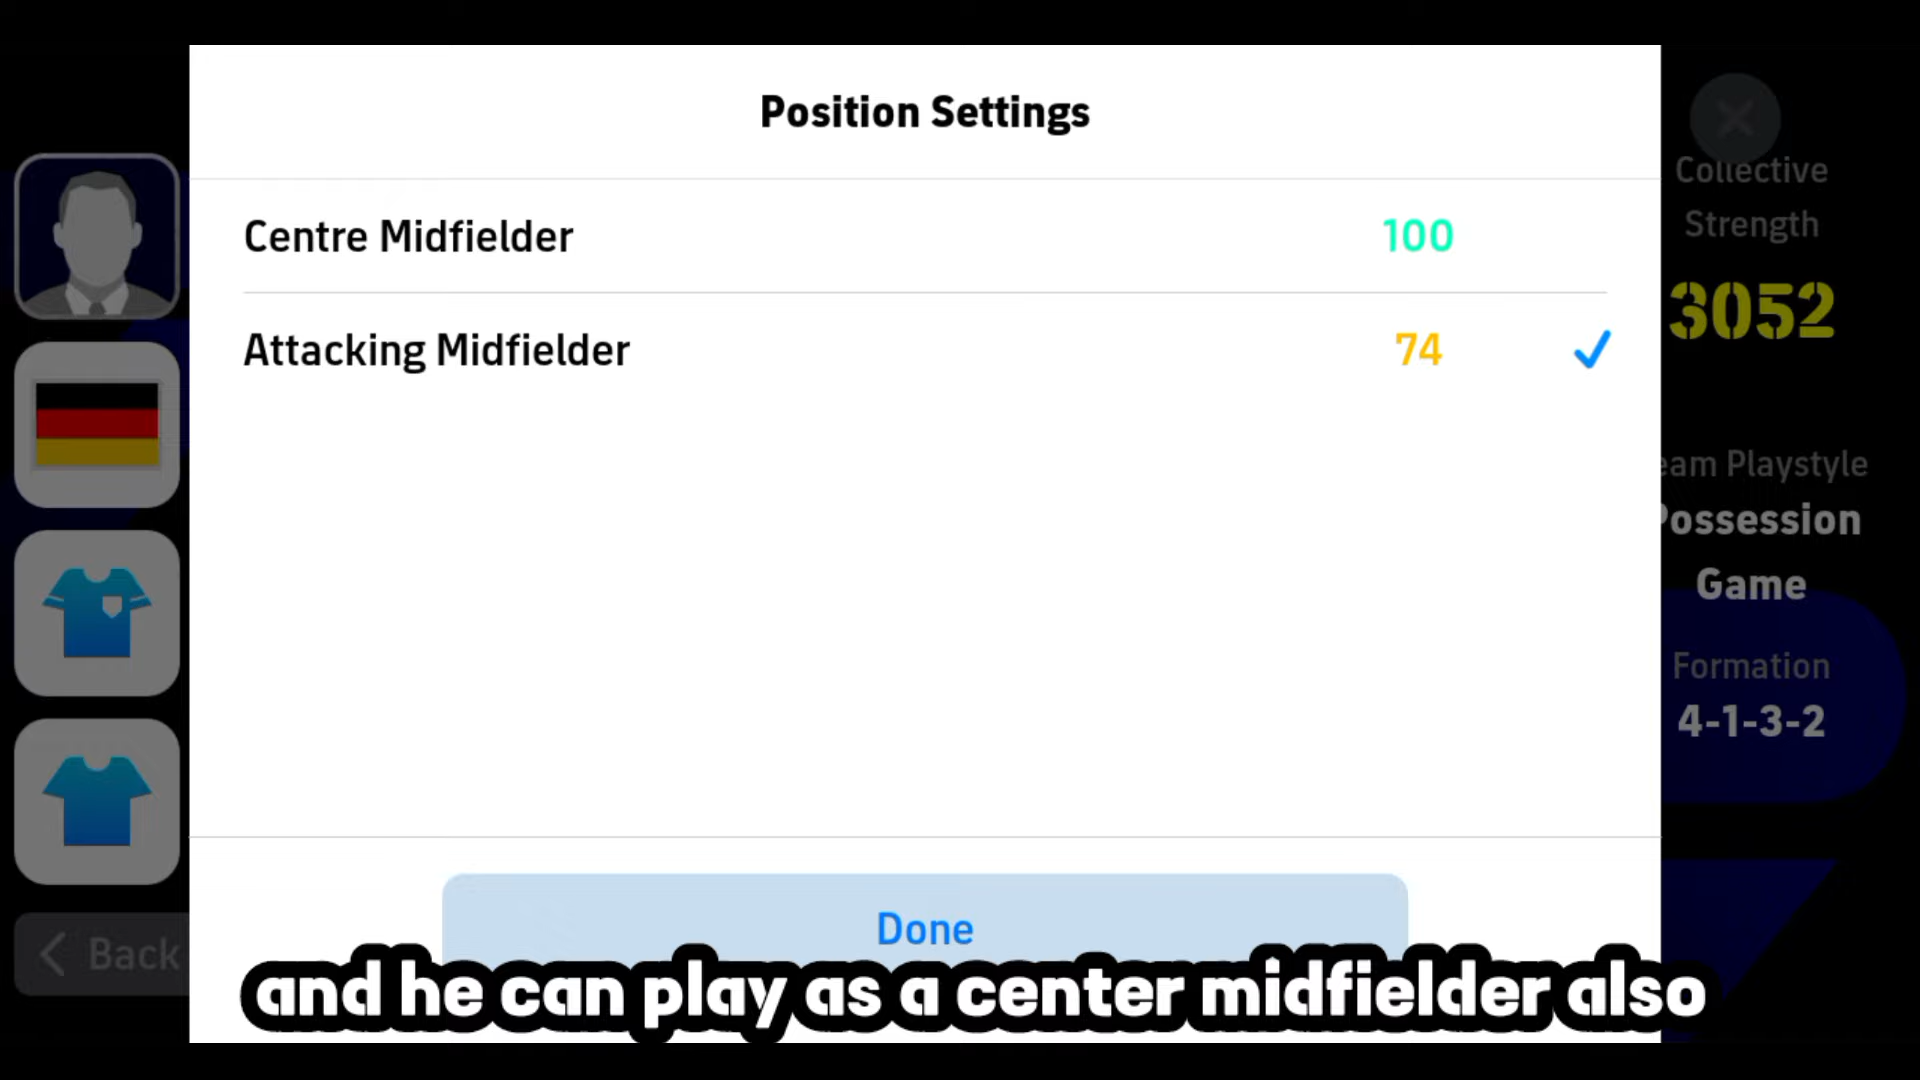 Position Settings
Centre Midfielder 100
Attacking Midfielder 74
Done
Collective
Strength
3052
eam Playstyle
Possession
Game
Formation
4-1-3-2
Back
and he can play as a center midfielder also